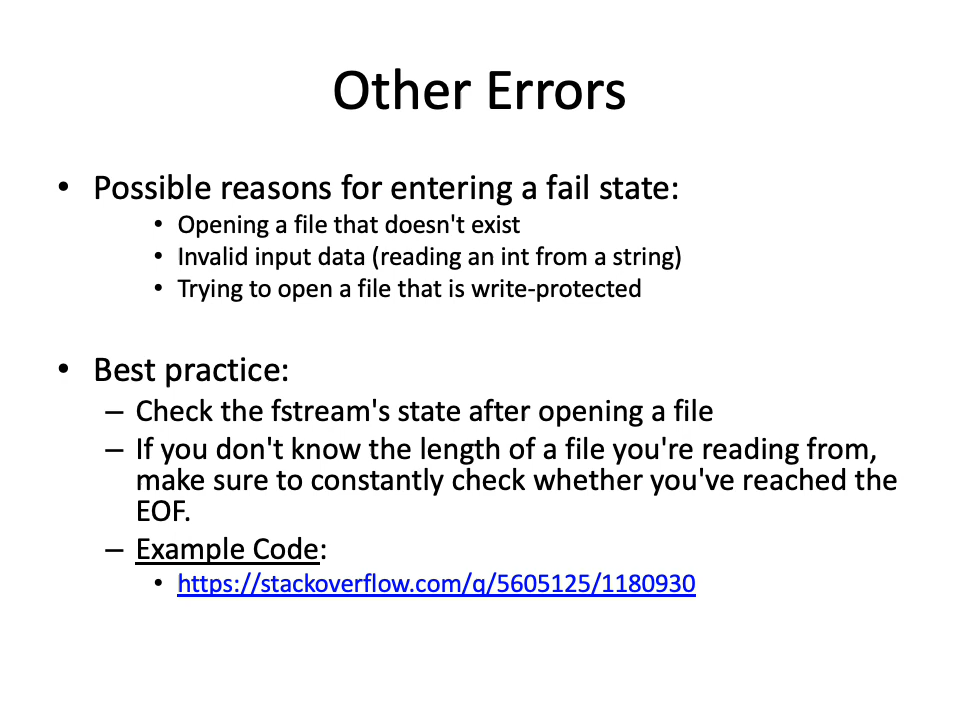 Other Errors
• Possible reasons for entering a fail state:
• Opening a file that doesn't exist
• Invalid input data (reading an int from a string)
• Trying to open a file that is write-protected
• Best practice:
– Check the fstream's state after opening a file
– If you don't know the length of a file you're reading from,
make sure to constantly check whether you've reached the
EOF.
– Example Code:
• https://stackoverflow.com/q/5605125/1180930